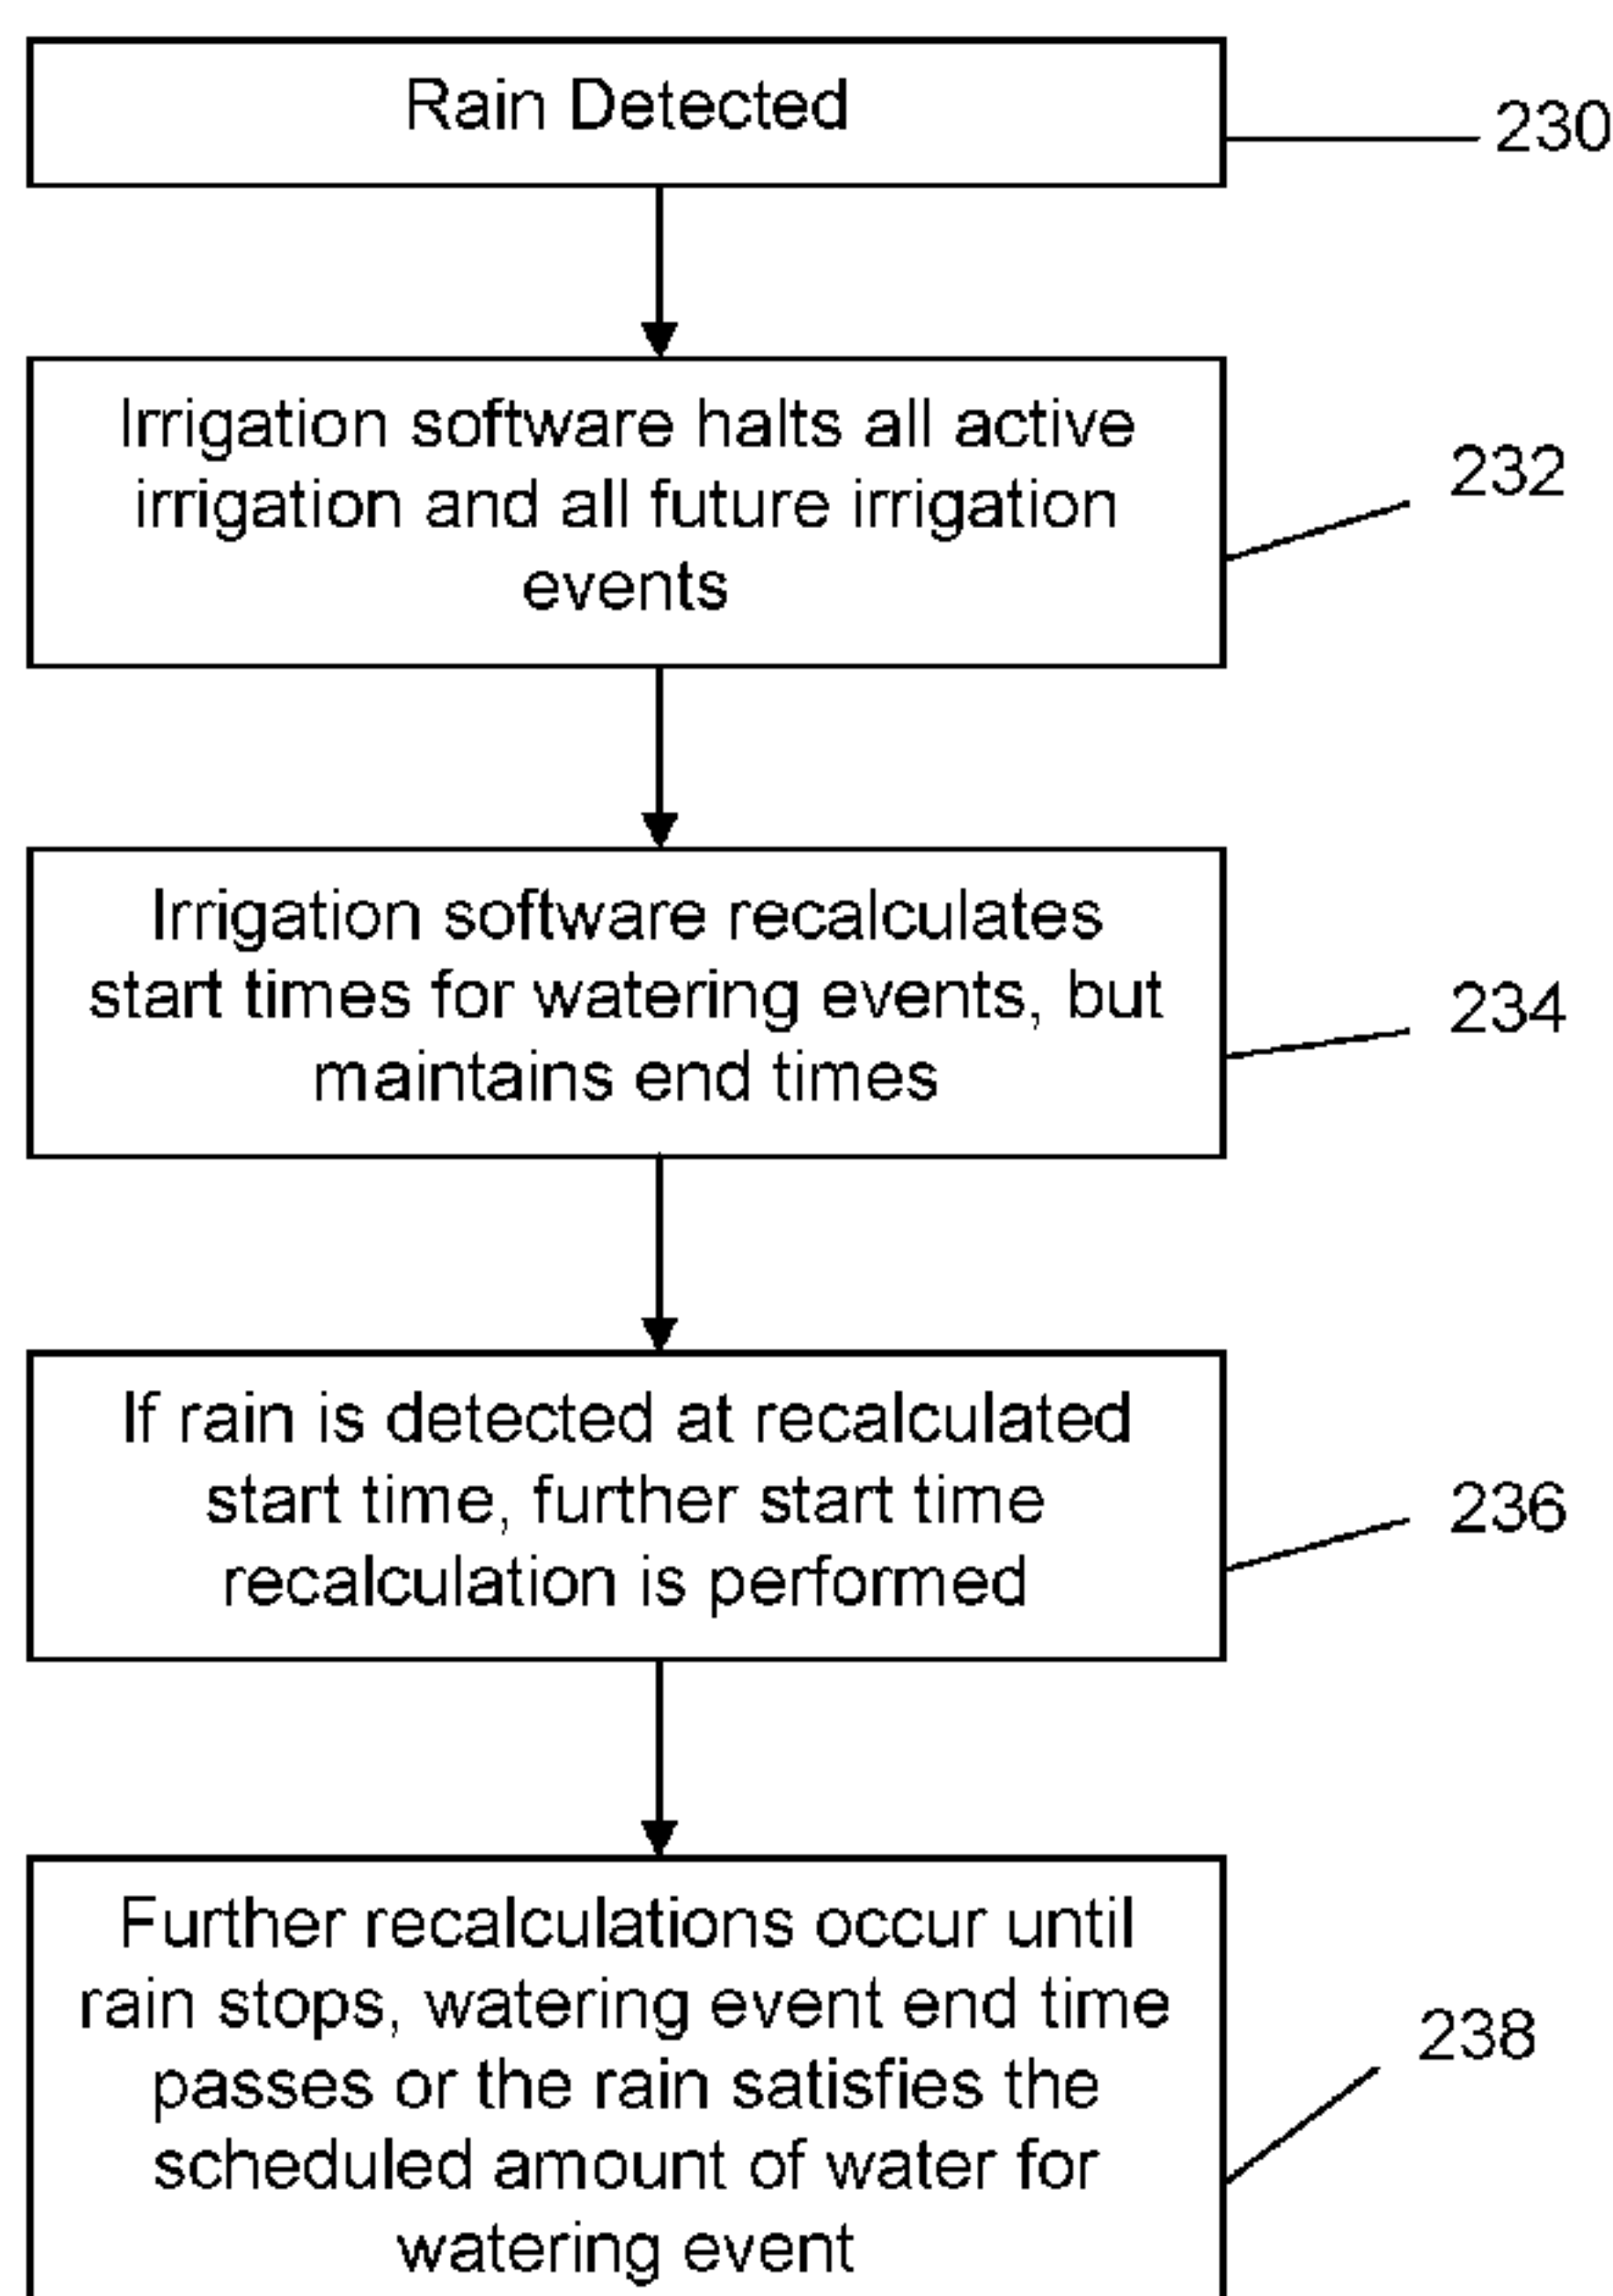 Rain Detected
230
Irrigation software halts all active
irrigation and all future irrigation
events
232
Irrigation software recalculates
start times for watering events, but
maintains end times
234
If rain is detected at recalculated
start time, further start time
recalculation is performed
236
Further recalculations occur until
rain stops, watering event end time
passes or the rain satisfies the
scheduled amount of water for
watering event
238